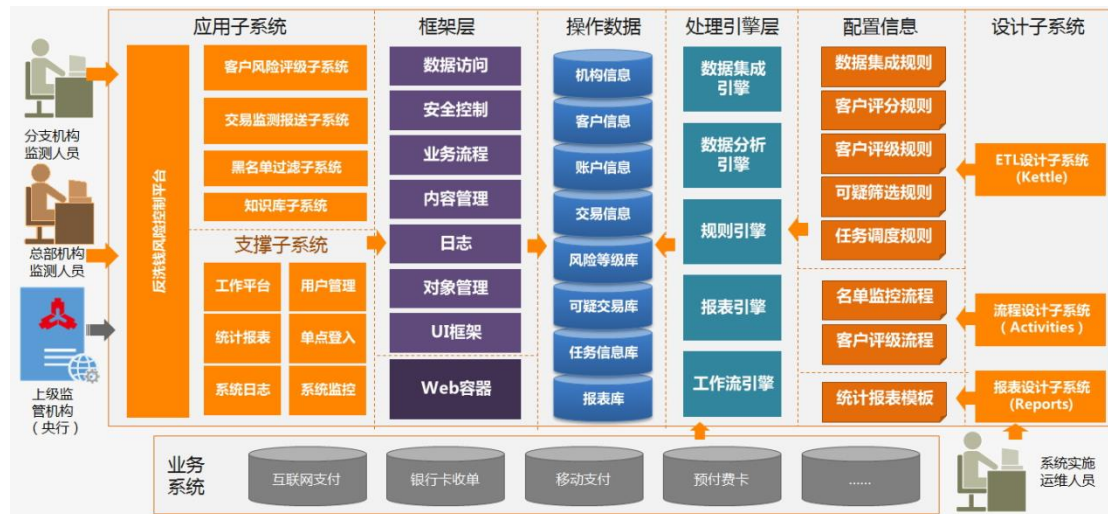 应用子系统
框架层
操作数据
处理引擎层
配置信息
设计子系统
分支机构
监测人员
总部机构
监测人员
上级监
管机构
（央行）
反洗钱风险控制平台
客户风险评级子系统
交易监测报送子系统
黑名单过滤子系统
知识库子系统
支撑子系统
工作平台
用户管理
统计报表
单点登入
系统日志
系统监控
数据访问
安全控制
业务流程
内容管理
日志
对象管理
UI框架
Web容器
机构信息
客户信息
账户信息
交易信息
风险等级库
可疑交易库
任务信息库
报表库
数据集成
引擎
数据分析
引擎
规则引擎
报表引擎
工作流引擎
数据集成规则
客户评分规则
客户评级规则
可疑筛选规则
任务调度规则
名单监控流程
客户评级流程
统计报表模板
ETL设计子系统
(Kettle)
流程设计子系统
（Activities）
报表设计子系统
(Reports)
业务
系统
互联网支付
银行卡收单
移动支付
预付费卡
......
系统实施
运维人员